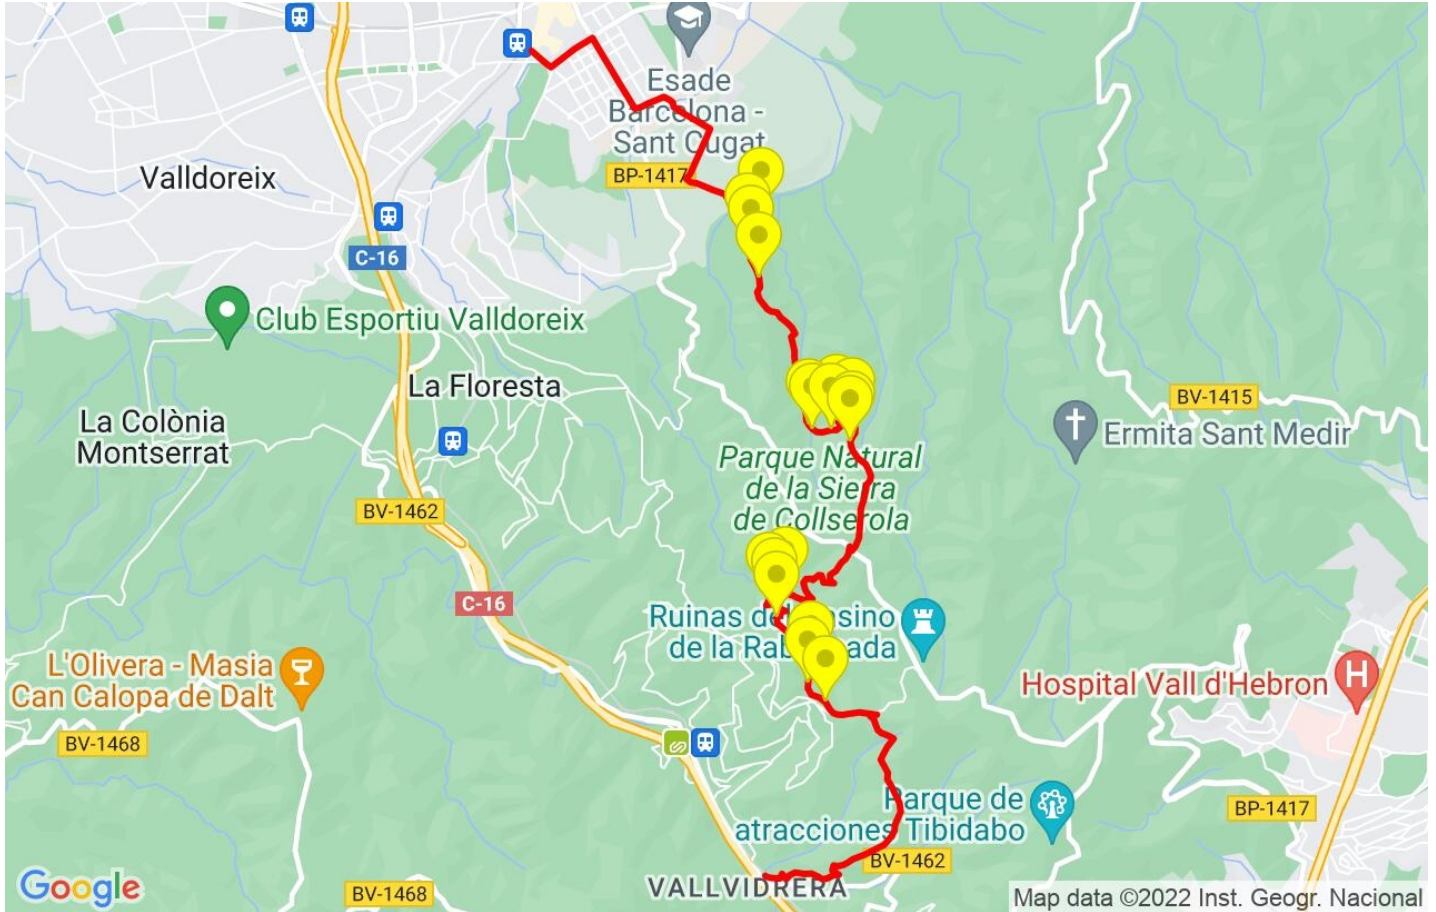 Esade
Barcelona -
Sant Cugat
BP-1417
Valldoreix
C-16
Club Esportiu Valldoreix
La Floresta
BV-1415
La Colònia
Montserrat
Ermita Sant Medir
Parque Natural
de la Sierra
de Collserola
BV-1462
C-16
Ruinas del Casino
de la Rabassada
L'Olivera - Masia
Can Calopa de Dalt
Hospital Vall d'Hebron
H
BV-1468
Parque de
atracciones Tibidabo
BP-1417
BV-1462
VALLVIDRERA
BV-1468
Google
Map data ©2022 Inst. Geogr. Nacional